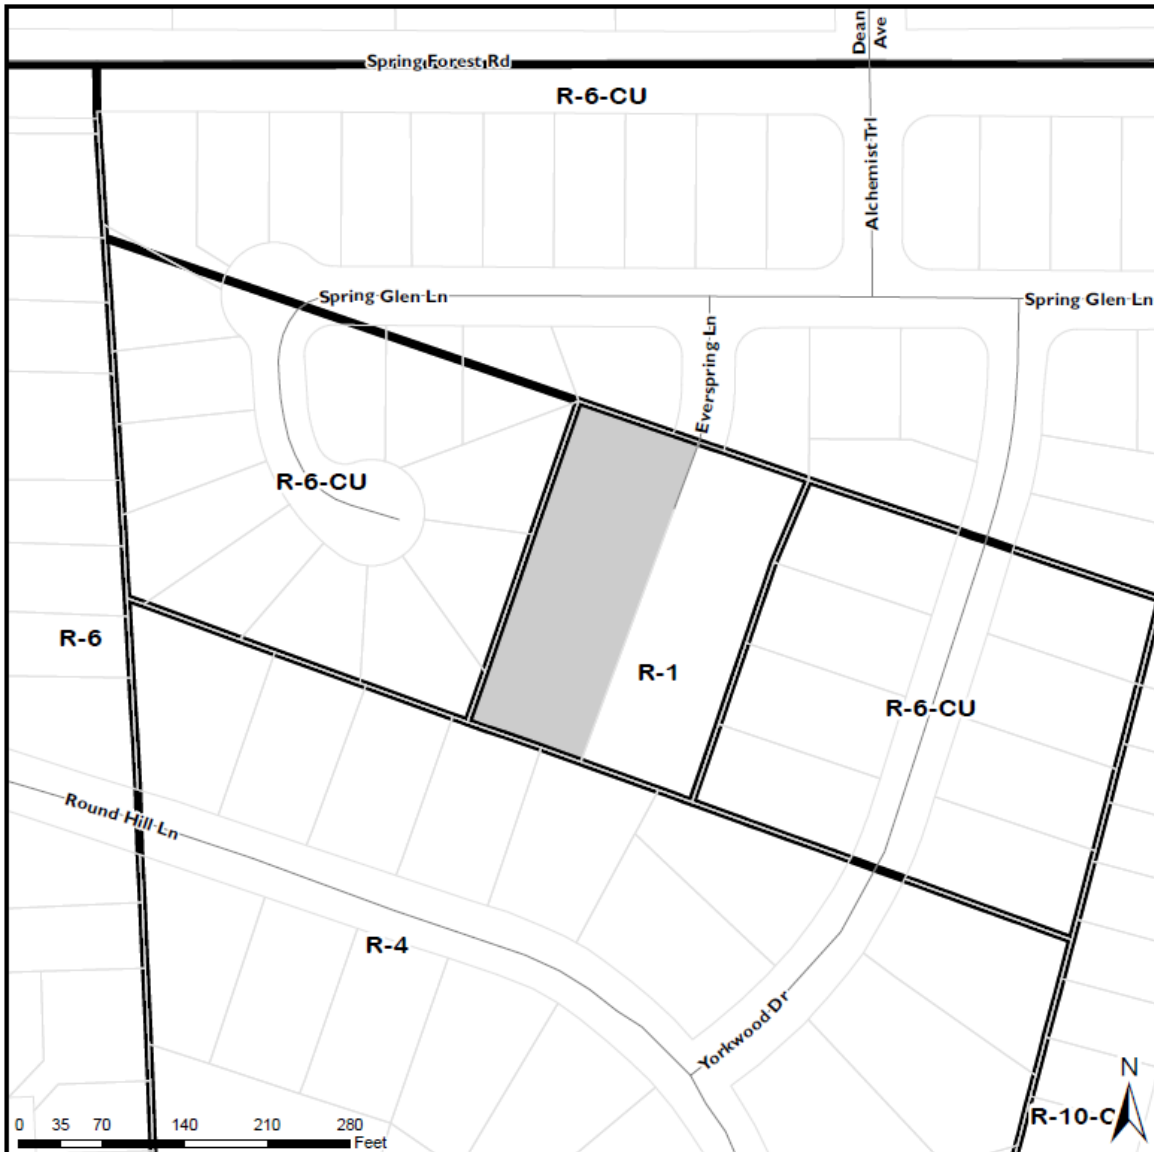 Dean
Ave
Spring Forest Rd
R-6-CU
Alchemist Trl
Spring Glen Ln
Spring Glen Ln
Everspring Ln
R-6-CU
R-6
R-1
R-6-CU
Round Hill Ln
R-4
Yorkwood Dr
N
R-10-C
0 35 70 140 210 280
Feet